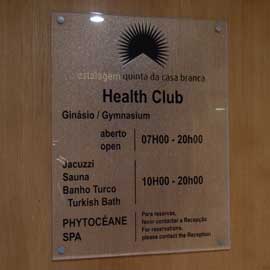 estalagem quinta da casa branca
Health Club
Ginásio / Gymnasium
aberto
open
07H00 - 20h00
Jacuzzi
Sauna
Banho Turco
Turkish Bath
10H00 - 20h00
PHYTOCÉANE
SPA
Para reservas,
favor contactar a Recepção
For reservations,
please contact the Reception